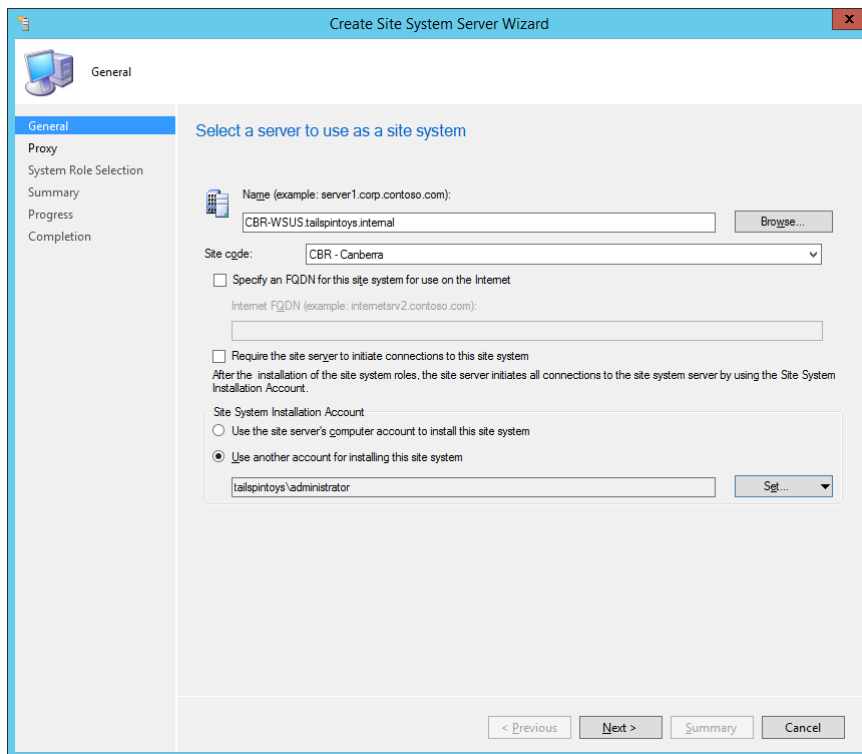 Create Site System Server Wizard
x
General
General
Proxy
System Role Selection
Summary
Progress
Completion
Select a server to use as a site system
Name (example: server1.corp.contoso.com):
CBR-WSUS.tailspintoys.internal
Browse...
Site code:
CBR - Canberra
Specify an FQDN for this site system for use on the Internet
Internet FQDN (example: internetsrv2.contoso.com):
Require the site server to initiate connections to this site system
After the installation of the site system roles, the site server initiates all connections to the site system server by using the Site System
Installation Account.
Site System Installation Account
Use the site server's computer account to install this site system
Use another account for installing this site system
tailspintoys\administrator
Set...
< Previous
Next >
Summary
Cancel